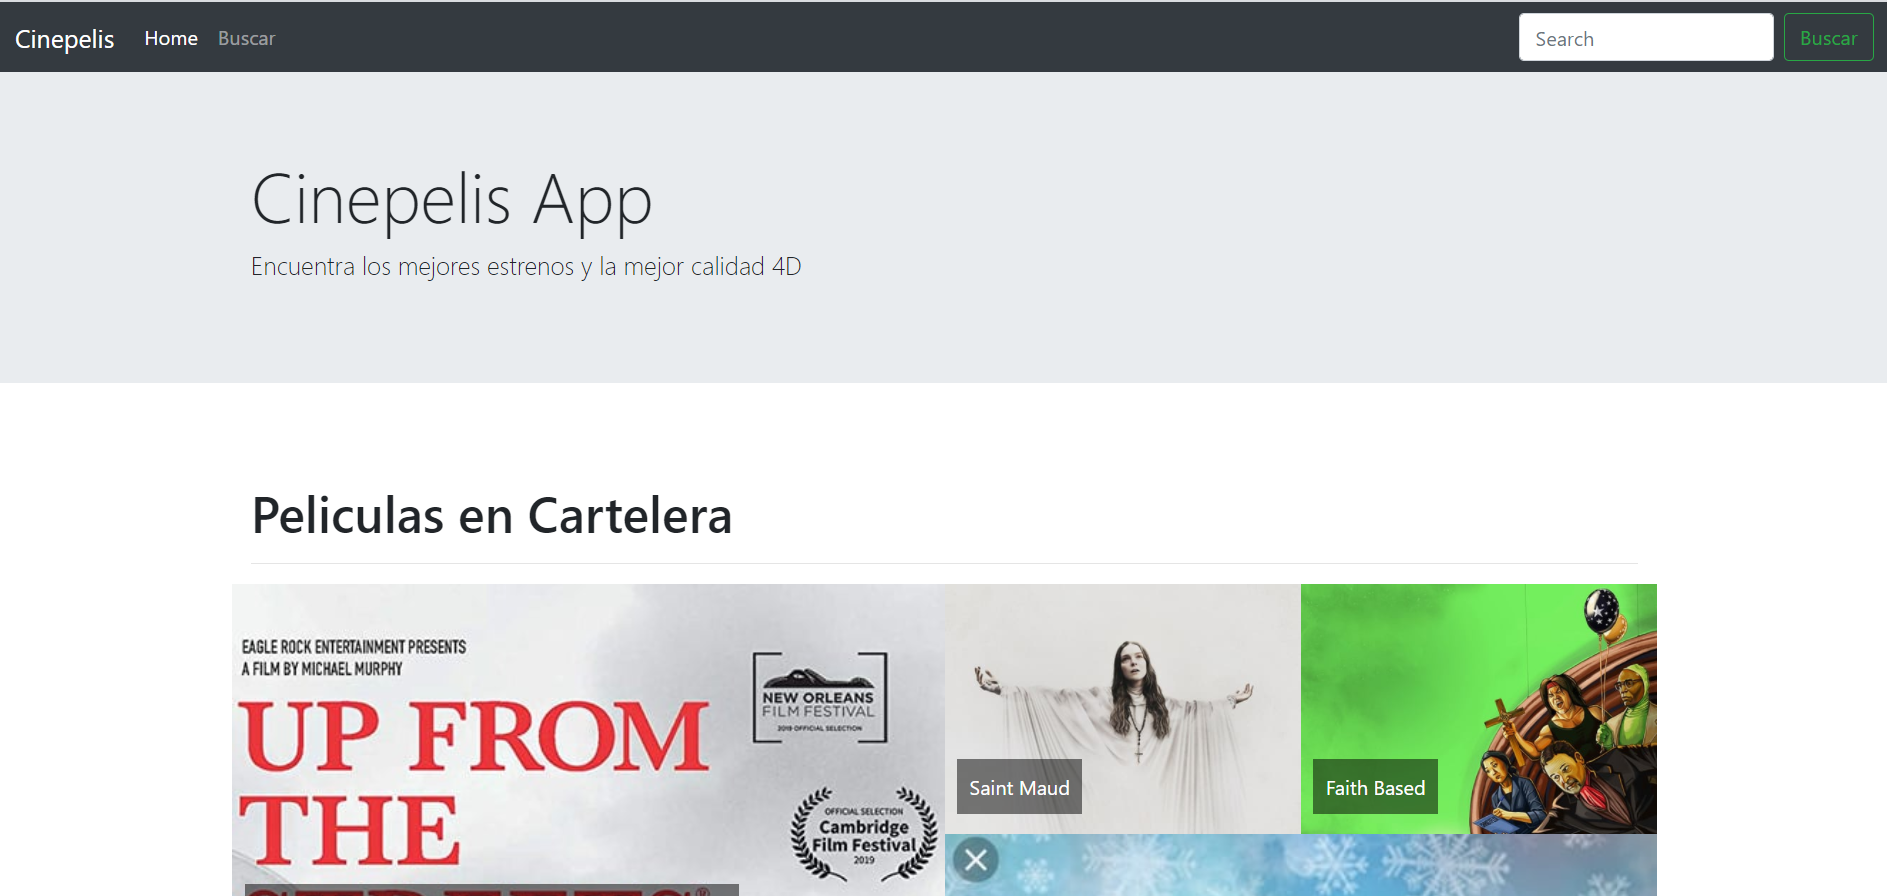 Cinepelis Home Buscar Search Buscar
Cinepelis App
Encuentra los mejores estrenos y la mejor calidad 4D
Peliculas en Cartelera
EAGLE ROCK ENTERTAINMENT PRESENTS
A FILM BY MICHAEL MURPHY
UP FROM
THE
NEW ORLEANS
FILM FESTIVAL
2019 OFFICIAL SELECTION
OFFICIAL SELECTION
Cambridge
Film Festival
2019
Saint Maud
Faith Based